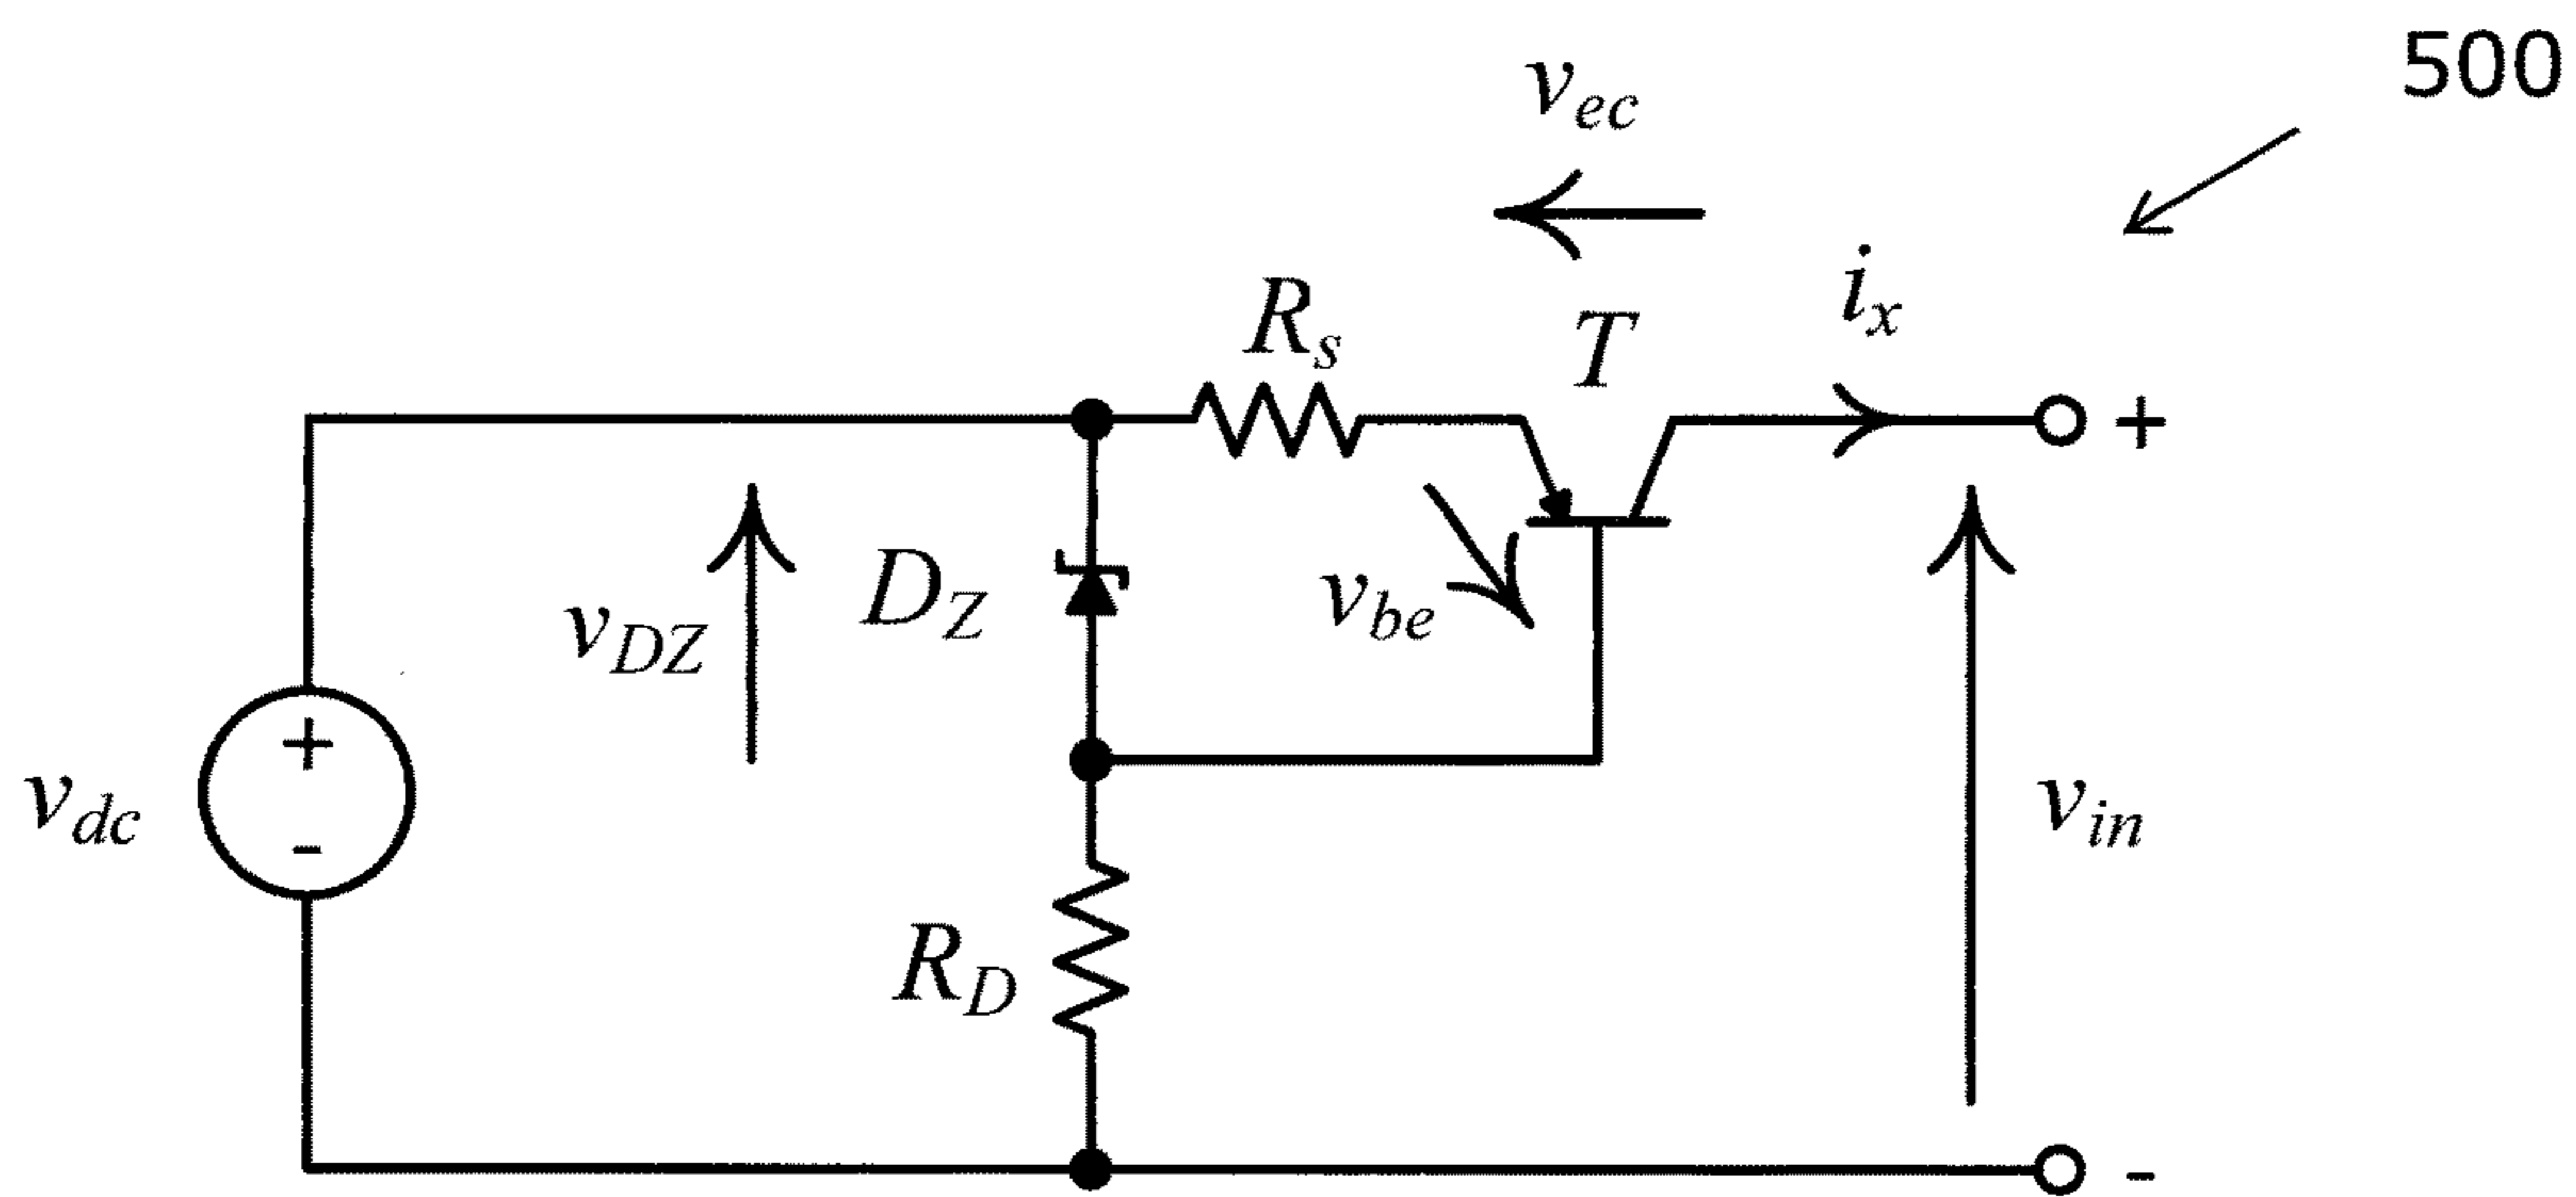 500
v_ec
i_x
R_s
T
+
v_DZ
D_Z
v_be
+
-
v_dc
v_in
R_D
-